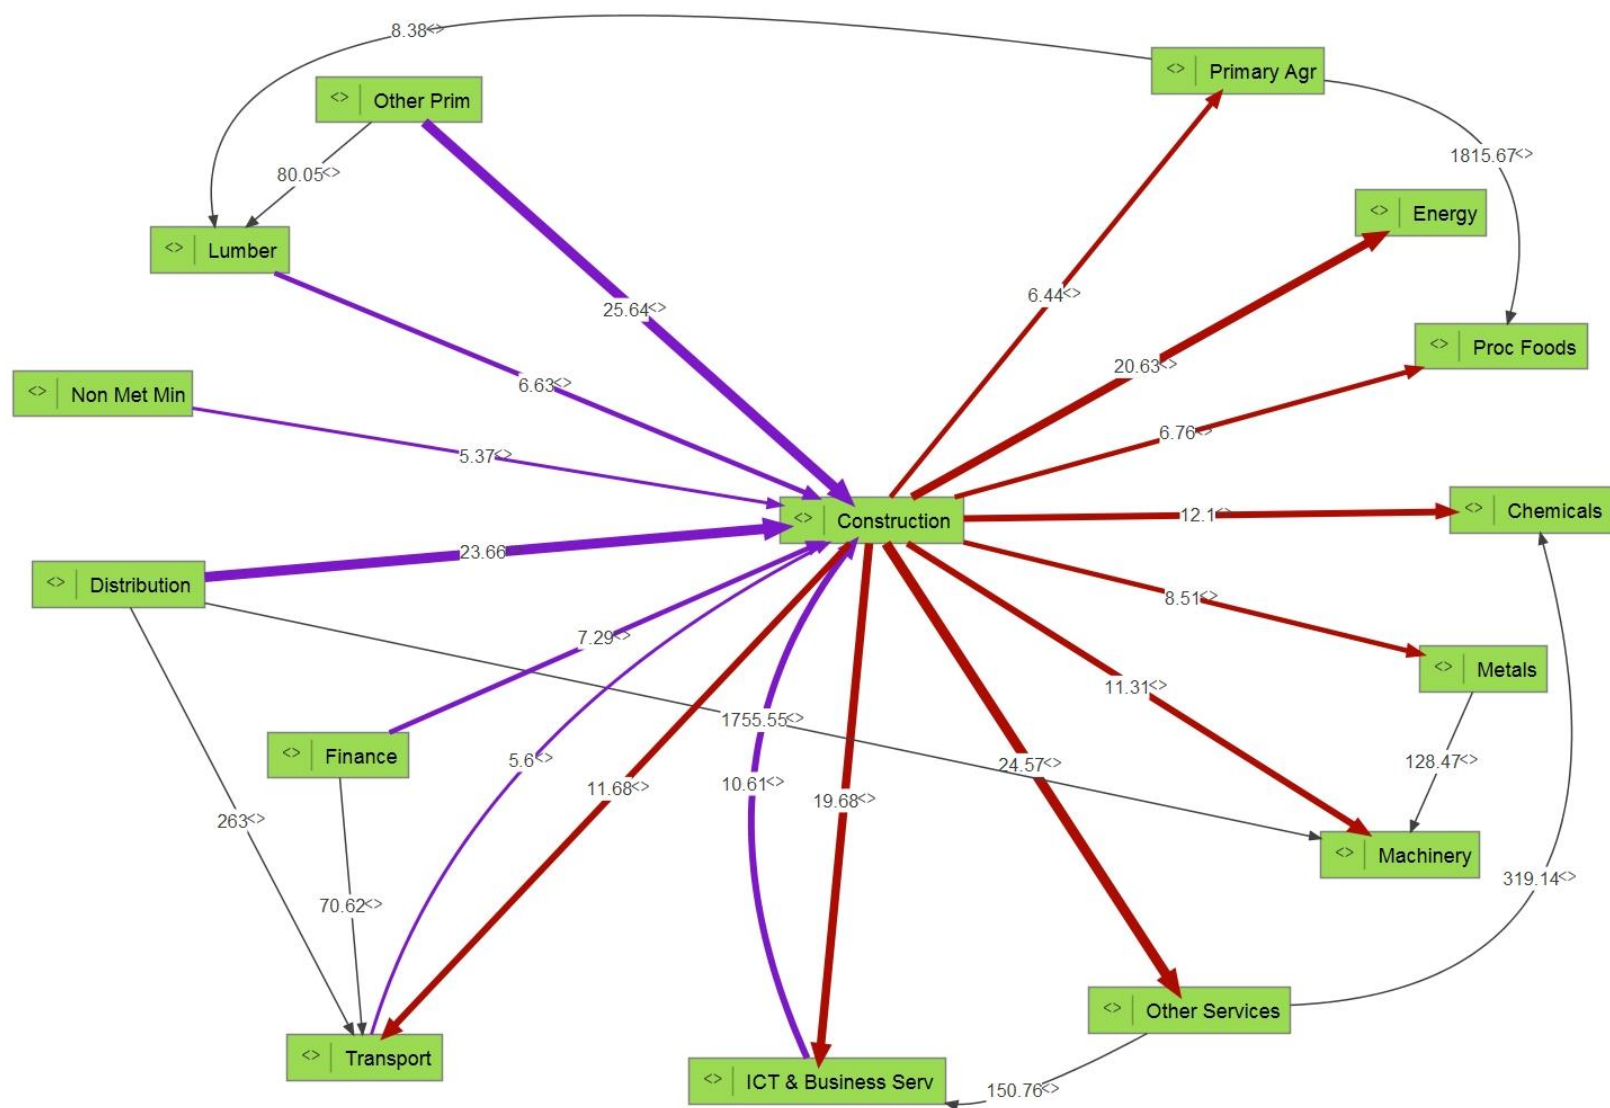 8.38<>
<> Primary Agr
<> Other Prim
1815.67<>
80.05<>
<> Energy
<> Lumber
6.44<>
25.64<>
<> Proc Foods
20.63<>
6.63<>
<> Non Met Min
6.76<>
5.37<>
<> Construction
12.1<>
<> Chemicals
23.66
<> Distribution
8.51<>
7.29<>
<> Metals
11.31<>
1755.55<>
<> Finance
5.6<>
24.57<>
128.47<>
10.61<>
11.68<>
19.68<>
263<>
<> Machinery
319.14<>
70.62<>
<> Other Services
<> Transport
<> ICT & Business Serv
150.76<>